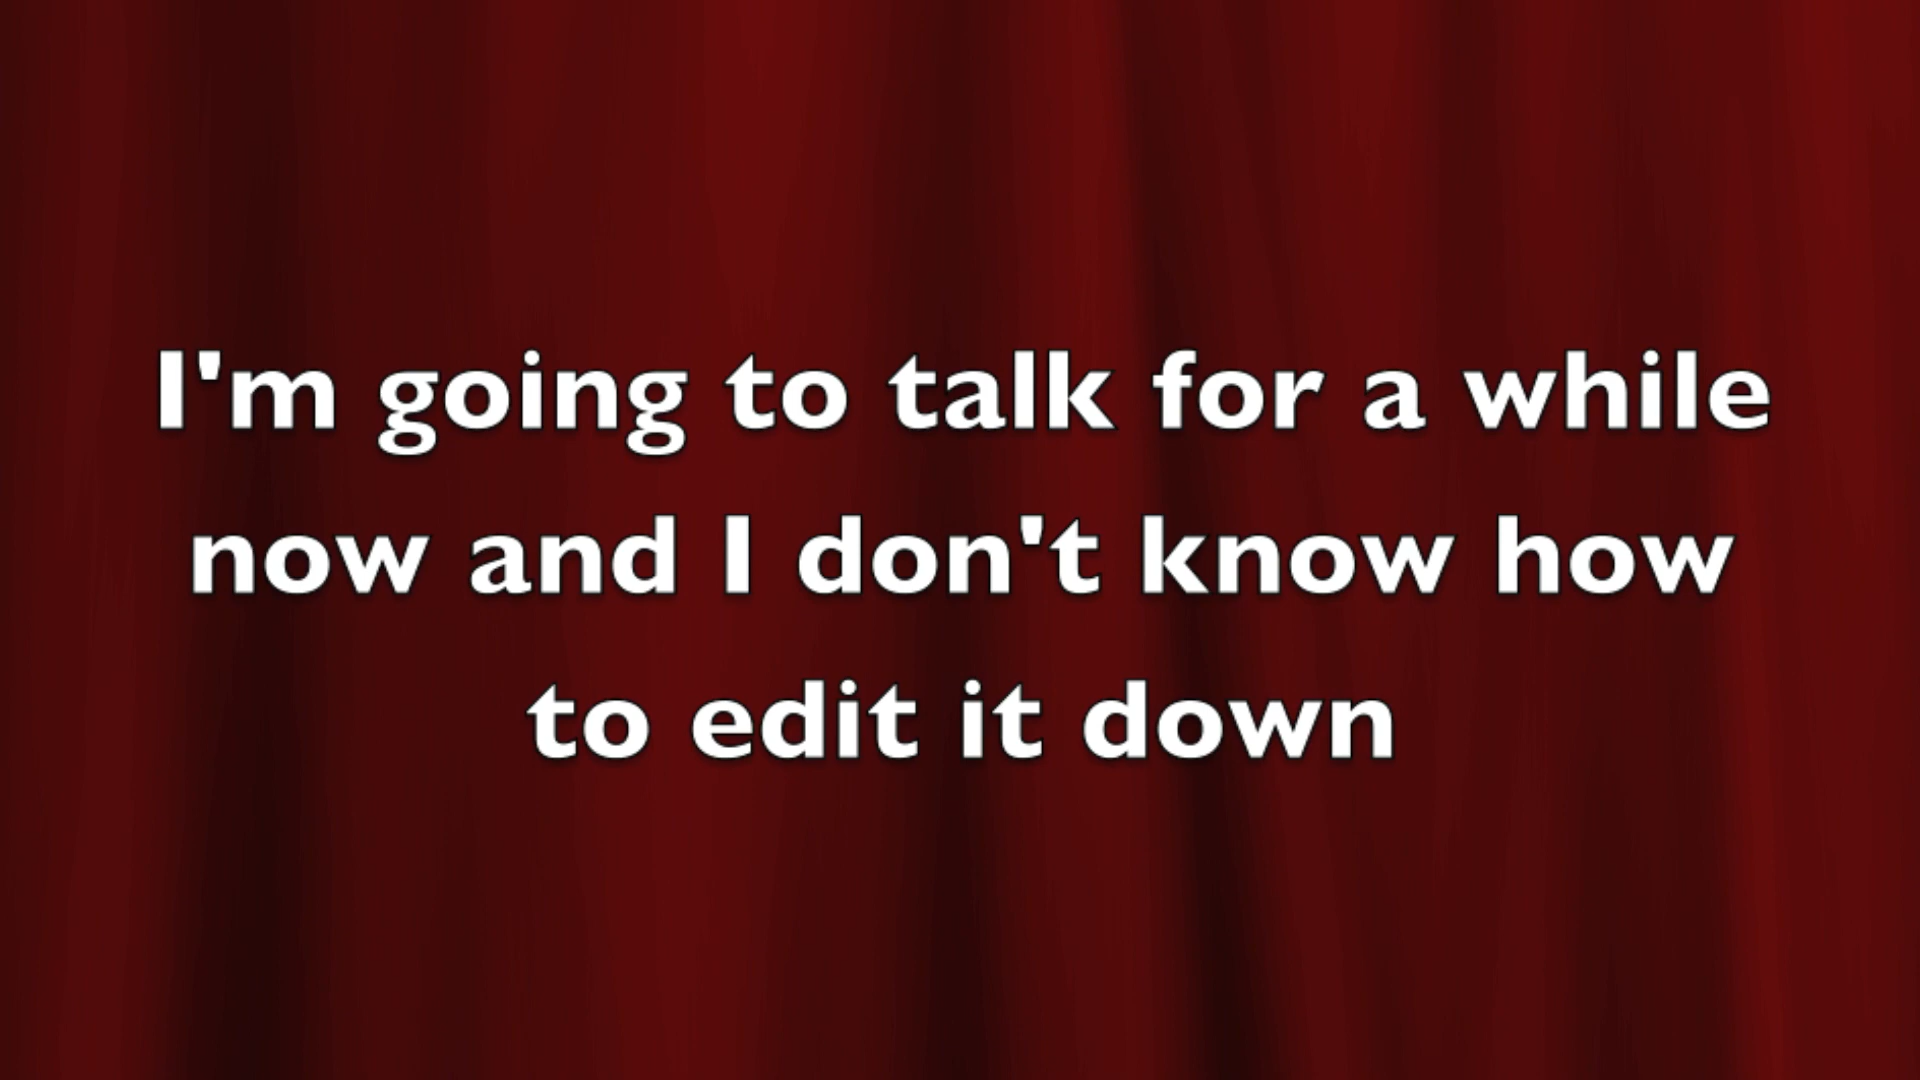 I'm going to talk for a while
now and I don't know how
to edit it down